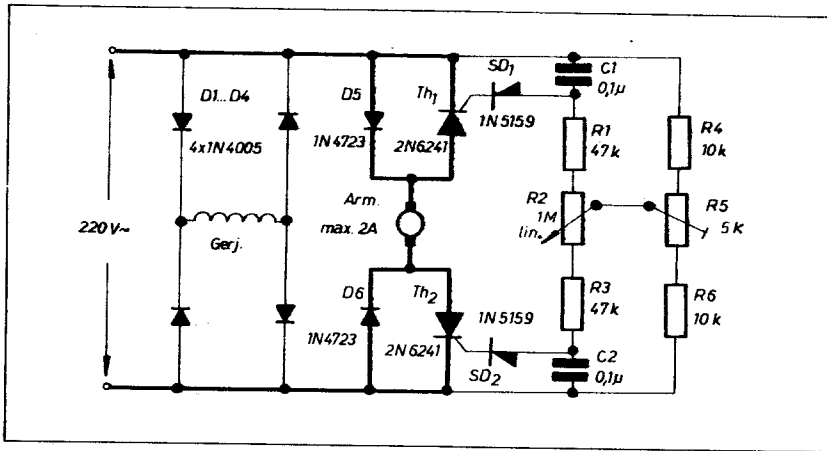 220 V~
D1...D4
4x1N4005
Gerj.
D5
1N4723
Th1
2N6241
SD1
1N5159
C1
0,1µ
R1
47k
R4
10k
Arm.
max. 2A
R2
1M
lin.
R5
5k
D6
1N4723
Th2
2N6241
1N5159
SD2
R3
47k
R6
10k
C2
0,1µ